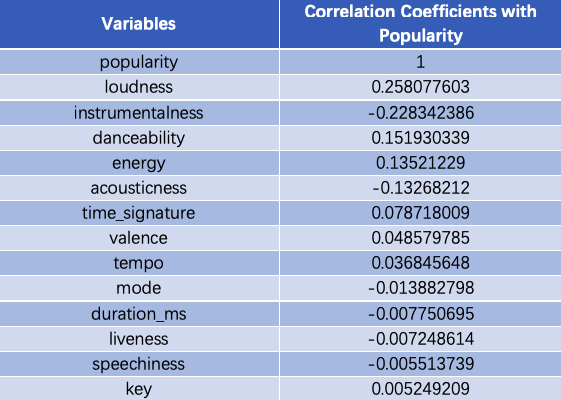 Variables Correlation Coefficients with
Popularity
popularity 1
loudness 0.258077603
instrumentalness -0.228342386
danceability 0.151930339
energy 0.13521229
acousticness -0.13268212
time_signature 0.078718009
valence 0.048579785
tempo 0.036845648
mode -0.013882798
duration_ms -0.007750695
liveness -0.007248614
speechiness -0.005513739
key 0.005249209